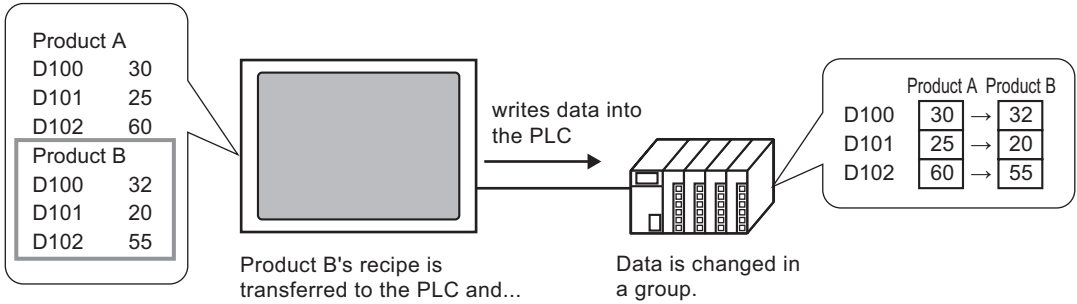 Product A
D100 30
D101 25
D102 60
Product B
D100 32
D101 20
D102 55
writes data into
the PLC
Product B's recipe is
transferred to the PLC and...
Data is changed in
a group.
Product A Product B
D100 30 → 32
D101 25 → 20
D102 60 → 55